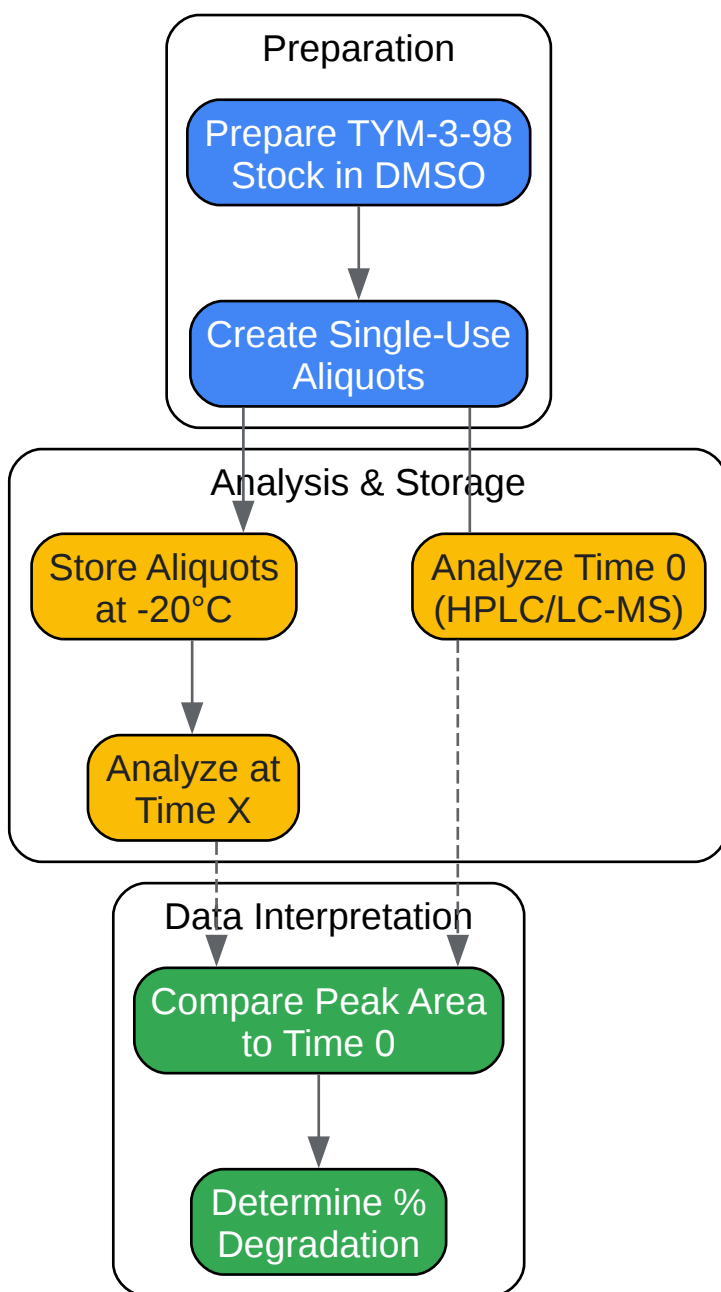 Preparation
Prepare TYM-3-98
Stock in DMSO
Create Single-Use
Aliquots
Analysis & Storage
Store Aliquots
at -20°C
Analyze Time 0
(HPLC/LC-MS)
Analyze at
Time X
Data Interpretation
Compare Peak Area
to Time 0
Determine %
Degradation